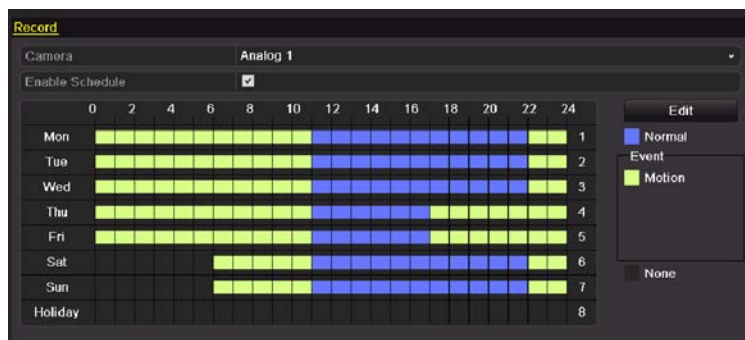 Record
Camera Analog 1
Enable Schedule
0 2 4 6 8 10 12 14 16 18 20 22 24
Edit
Mon 1
Normal
Tue 2
Event
Wed 3
Motion
Thu 4
Fri 5
Sat 6
None
Sun 7
Holiday 8